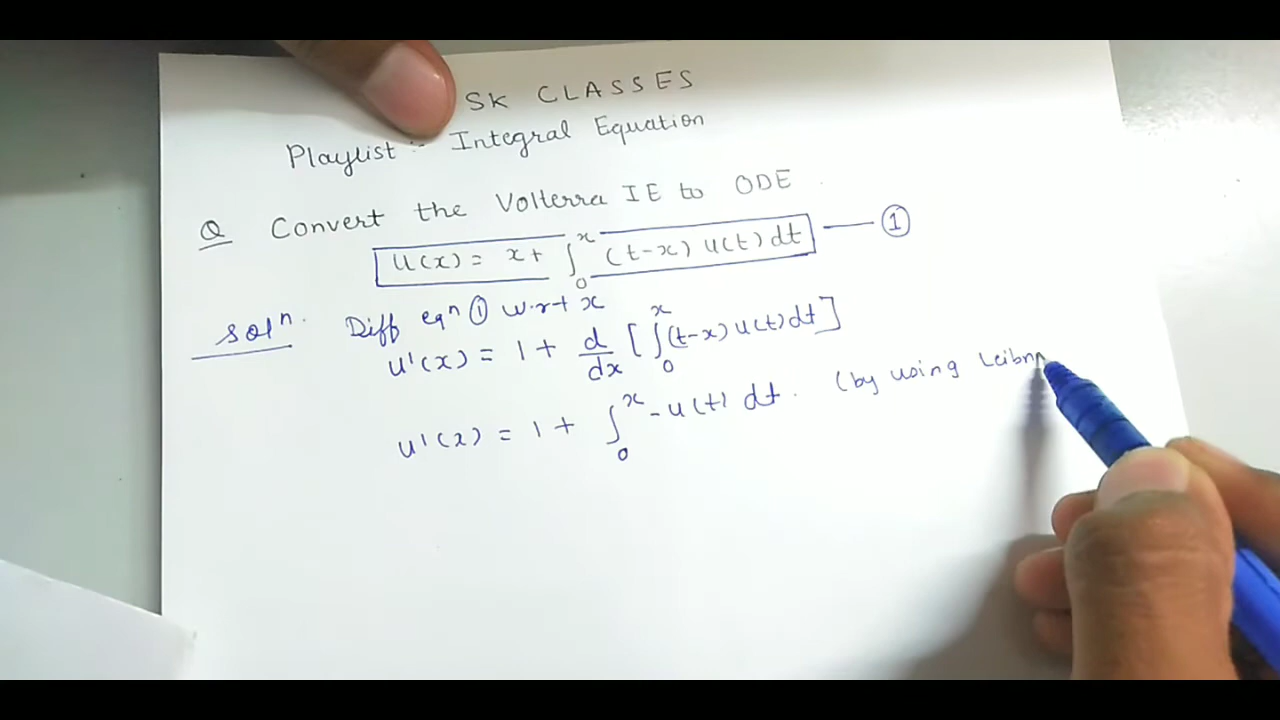 SK CLASSES
Playlist :- Integral Equation
Q Convert the Volterra IE to ODE
u(x) = x + ∫₀ˣ (t-x) u(t) dt — ①
Solⁿ. Diff eqⁿ ① w.r.t x
u'(x) = 1 + d/dx [∫₀ˣ (t-x) u(t) dt]
u'(x) = 1 + ∫₀ˣ -u(t) dt. (by using Leibn